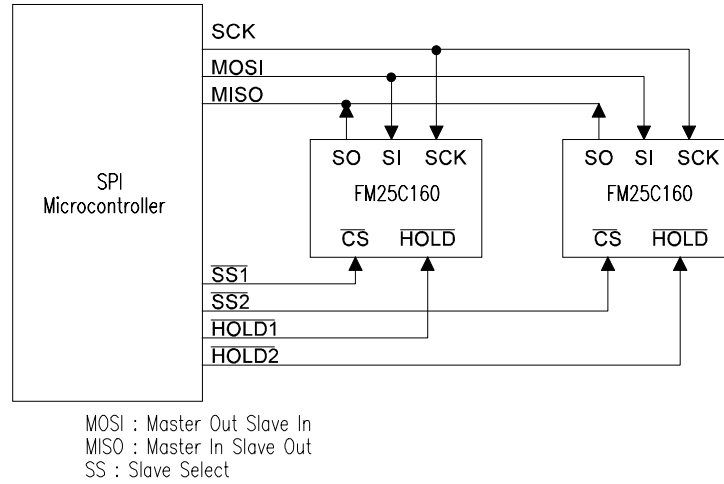 SCK
MOSI
MISO
SO SI SCK
SO SI SCK
SPI
Microcontroller
FM25C160
FM25C160
CS HOLD
CS HOLD
SS1
SS2
HOLD1
HOLD2
MOSI : Master Out Slave In
MISO : Master In Slave Out
SS : Slave Select